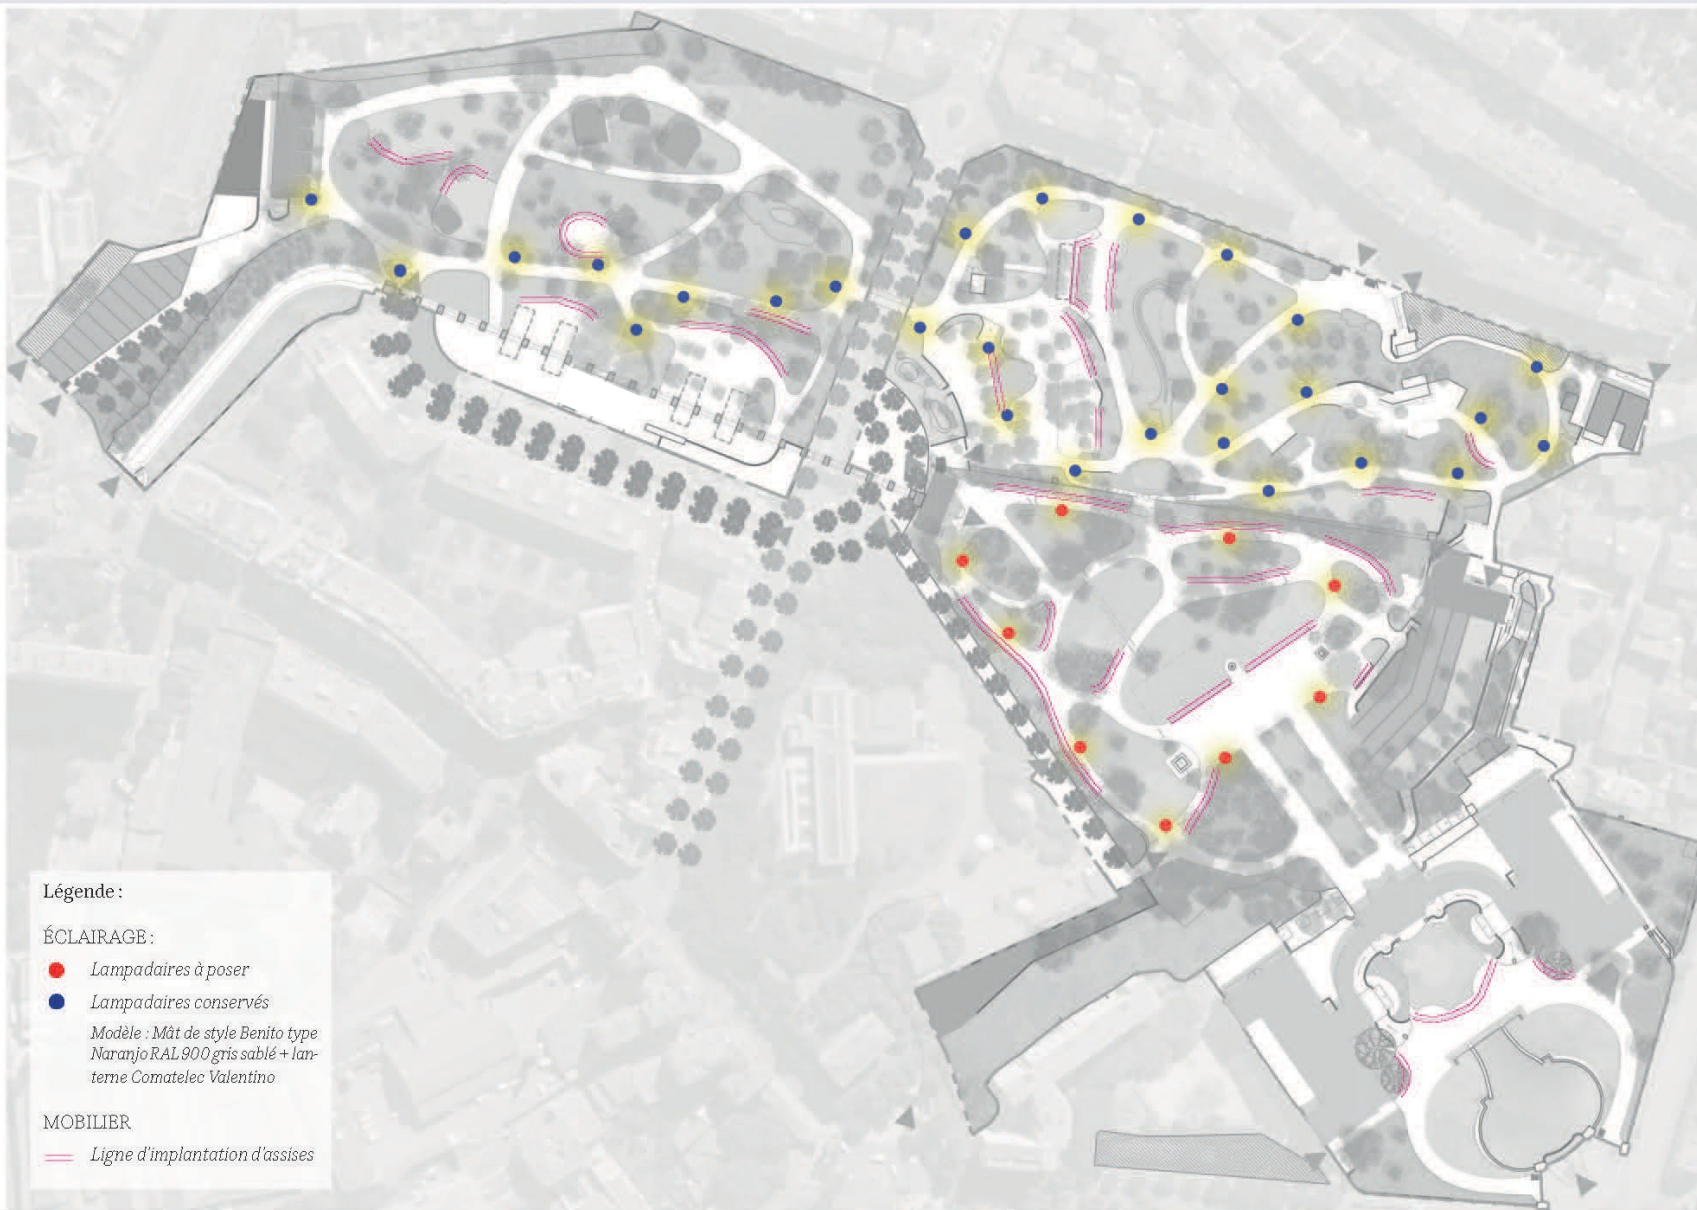 Légende :
ÉCLAIRAGE :
Lampadaires à poser
Lampadaires conservés
Modèle : Mât de style Benito type
Naranjo RAL 900 gris sablé + lan-
terne Comatelec Valentino
MOBILIER
Ligne d'implantation d'assises